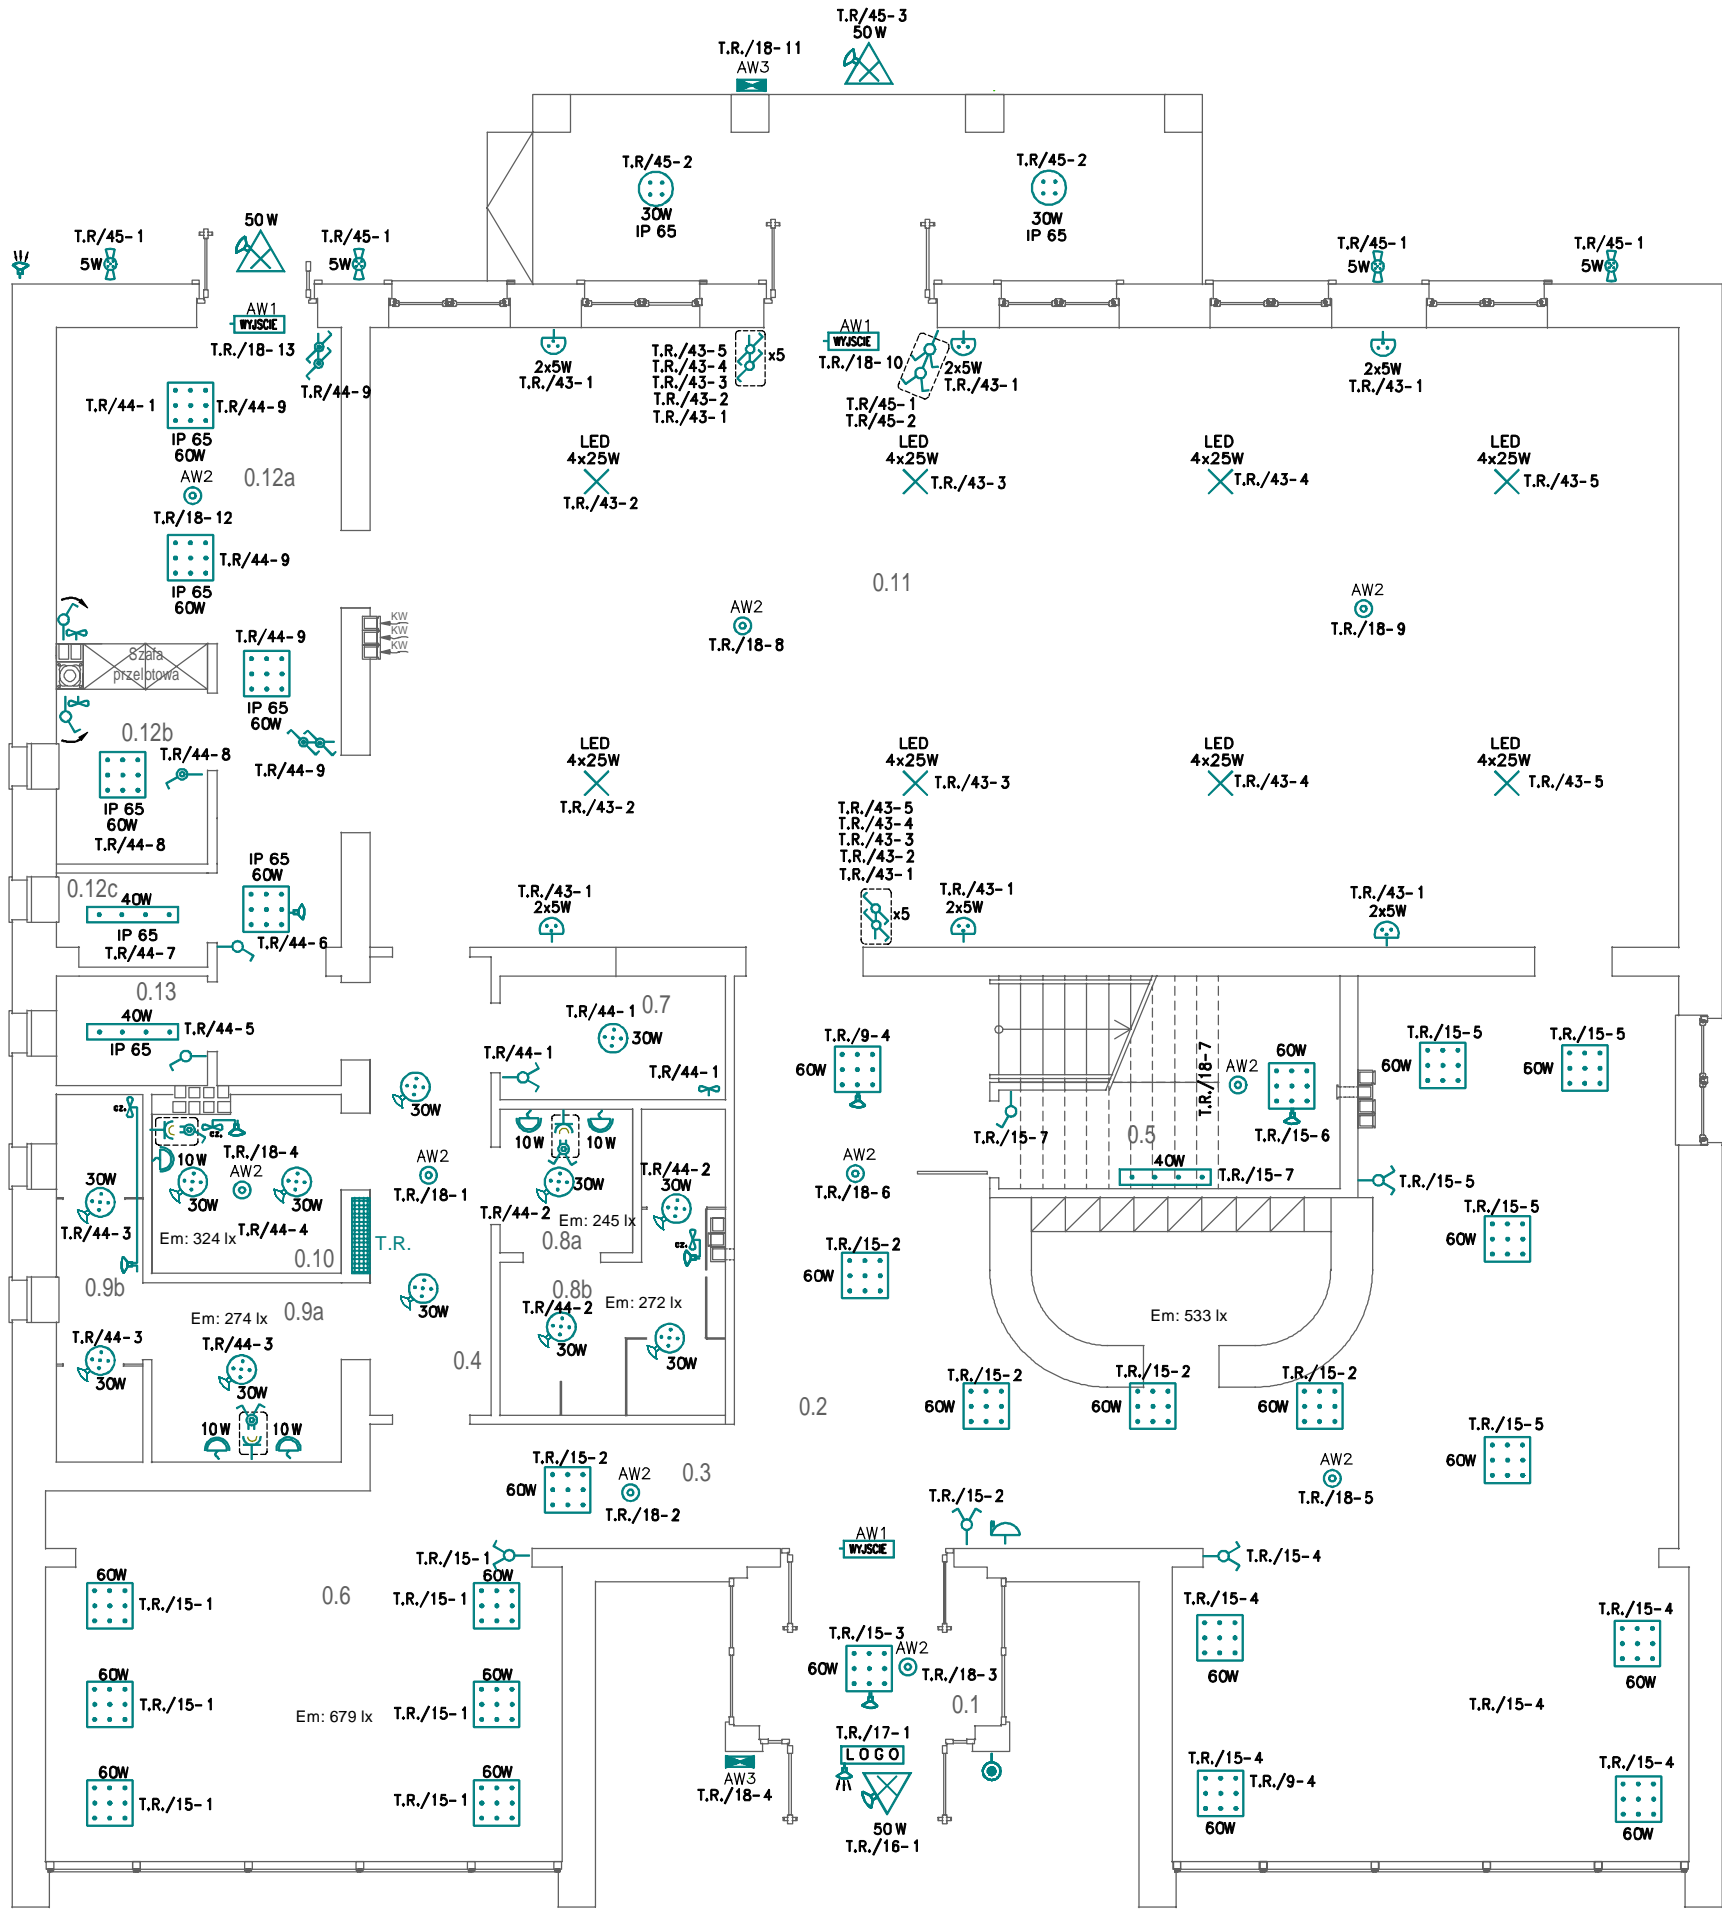 T.R/45-3
50W
T.R./18-11
AW3
T.R/45-2
30W
IP 65
T.R/45-2
30W
IP 65
T.R/45-1
5W
50W
T.R/45-1
5W
T.R/45-1
5W
T.R/45-1
5W
AW1
WYJSCIE
T.R./18-13
T.R/44-9
2x5W
T.R./43-1
T.R./43-5
T.R./43-4
T.R./43-3
T.R./43-2
T.R./43-1
x5
AW1
WYJSCIE
T.R./18-10
2x5W
T.R./43-1
T.R/45-1
T.R/45-2
2x5W
T.R./43-1
T.R/44-1
T.R/44-9
IP 65
60W
0.12a
AW2
T.R/18-12
T.R/44-9
IP 65
60W
LED
4x25W
T.R./43-2
LED
4x25W
T.R./43-3
LED
4x25W
T.R./43-4
LED
4x25W
T.R./43-5
0.11
AW2
T.R./18-8
AW2
T.R./18-9
KW
KW
KW
T.R/44-9
IP 65
60W
Szafa
przelotowa
0.12b
T.R/44-8
T.R/44-9
IP 65
60W
T.R/44-8
LED
4x25W
T.R./43-2
LED
4x25W
T.R./43-3
LED
4x25W
T.R./43-4
LED
4x25W
T.R./43-5
T.R./43-5
T.R./43-4
T.R./43-3
T.R./43-2
T.R./43-1
x5
IP 65
60W
0.12c
40W
IP 65
T.R/44-7
T.R/44-6
T.R./43-1
2x5W
T.R./43-1
2x5W
T.R./43-1
2x5W
0.13
40W
IP 65
T.R/44-5
T.R/44-1
0.7
30W
T.R/44-1
T.R/44-1
30W
T.R./9-4
60W
T.R./18-7
AW2
60W
T.R./15-6
T.R./15-7
0.5
40W
T.R./15-7
T.R./15-5
60W
T.R./15-5
60W
T.R./15-5
cz.
cz.
T.R./18-4
10W
AW2
30W
30W
30W
T.R/44-3
T.R/44-4
Em: 324 lx
0.10
T.R.
AW2
T.R./18-1
10W
10W
30W
T.R/44-2
30W
T.R/44-2
Em: 245 lx
0.8a
cz.
AW2
T.R./18-6
T.R./15-2
60W
T.R./15-5
60W
0.9b
30W
0.8b
T.R/44-2
Em: 272 lx
30W
30W
Em: 274 lx
0.9a
T.R/44-3
30W
T.R/44-3
30W
10W
10W
0.4
Em: 533 lx
T.R./15-2
60W
T.R./15-2
60W
T.R./15-2
60W
0.2
T.R./15-5
60W
T.R./15-2
60W
AW2
T.R./18-2
0.3
AW2
T.R./18-5
T.R./15-2
AW1
WYJSCIE
T.R./15-1
T.R./15-4
0.6
60W
T.R./15-1
60W
T.R./15-1
60W
T.R./15-1
60W
T.R./15-1
Em: 679 lx
60W
T.R./15-1
60W
T.R./15-1
T.R./15-3
60W
AW2
T.R./18-3
0.1
T.R./17-1
LOGO
AW3
T.R./18-4
50W
T.R./16-1
T.R./15-4
60W
T.R./15-4
60W
T.R./15-4
T.R./15-4
T.R./9-4
60W
T.R./15-4
60W